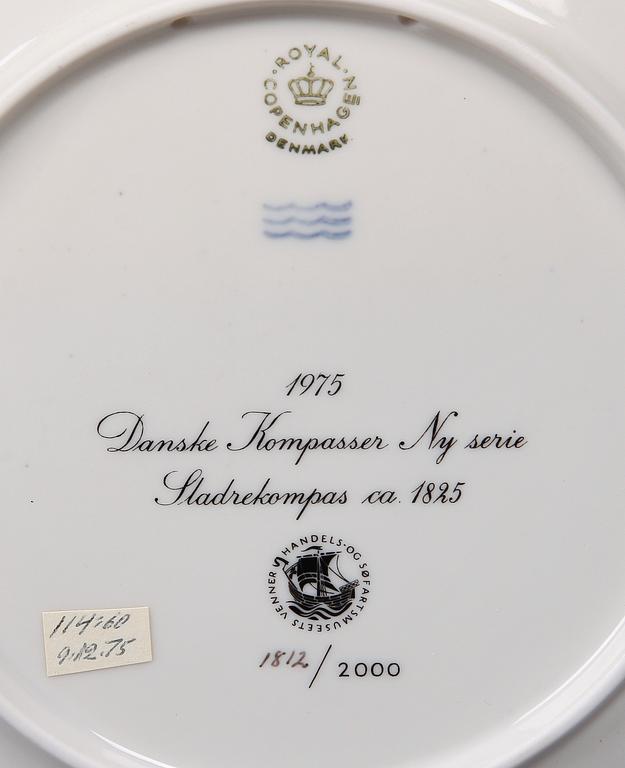 ROYAL COPENHAGEN
DENMARK
1975
Danske Kompasser Ny serie
Sladrekompas ca. 1825
HANDELS-OG SØFARTSMUSEETS VENNER
1812/2000
114:60
9.12.75